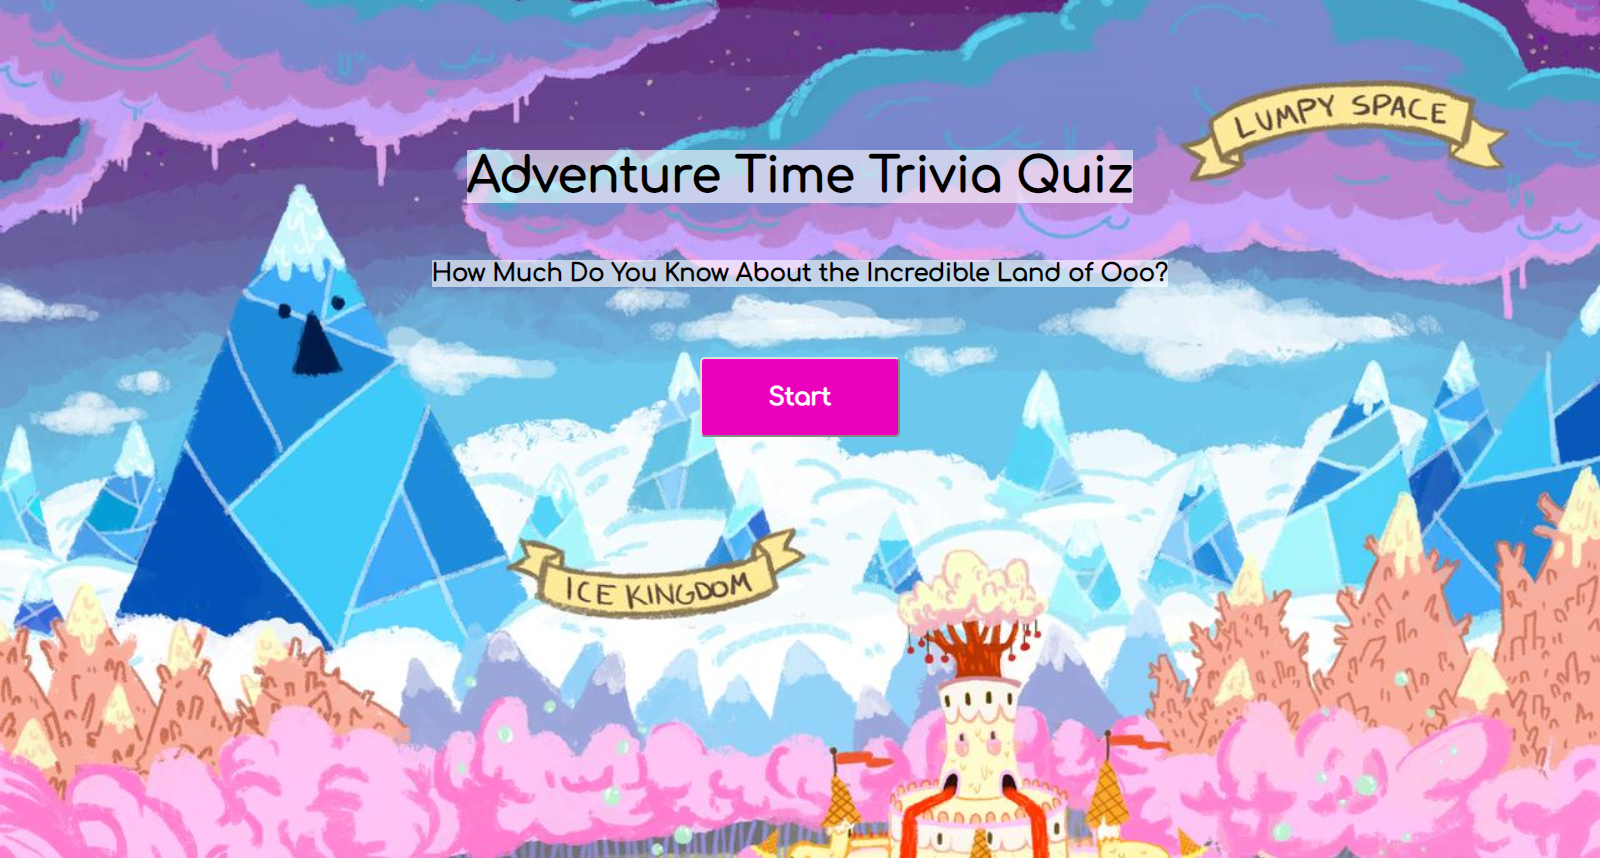 LUMPY SPACE
Adventure Time Trivia Quiz
How Much Do You Know About the Incredible Land of Ooo?
Start
ICE KINGDOM